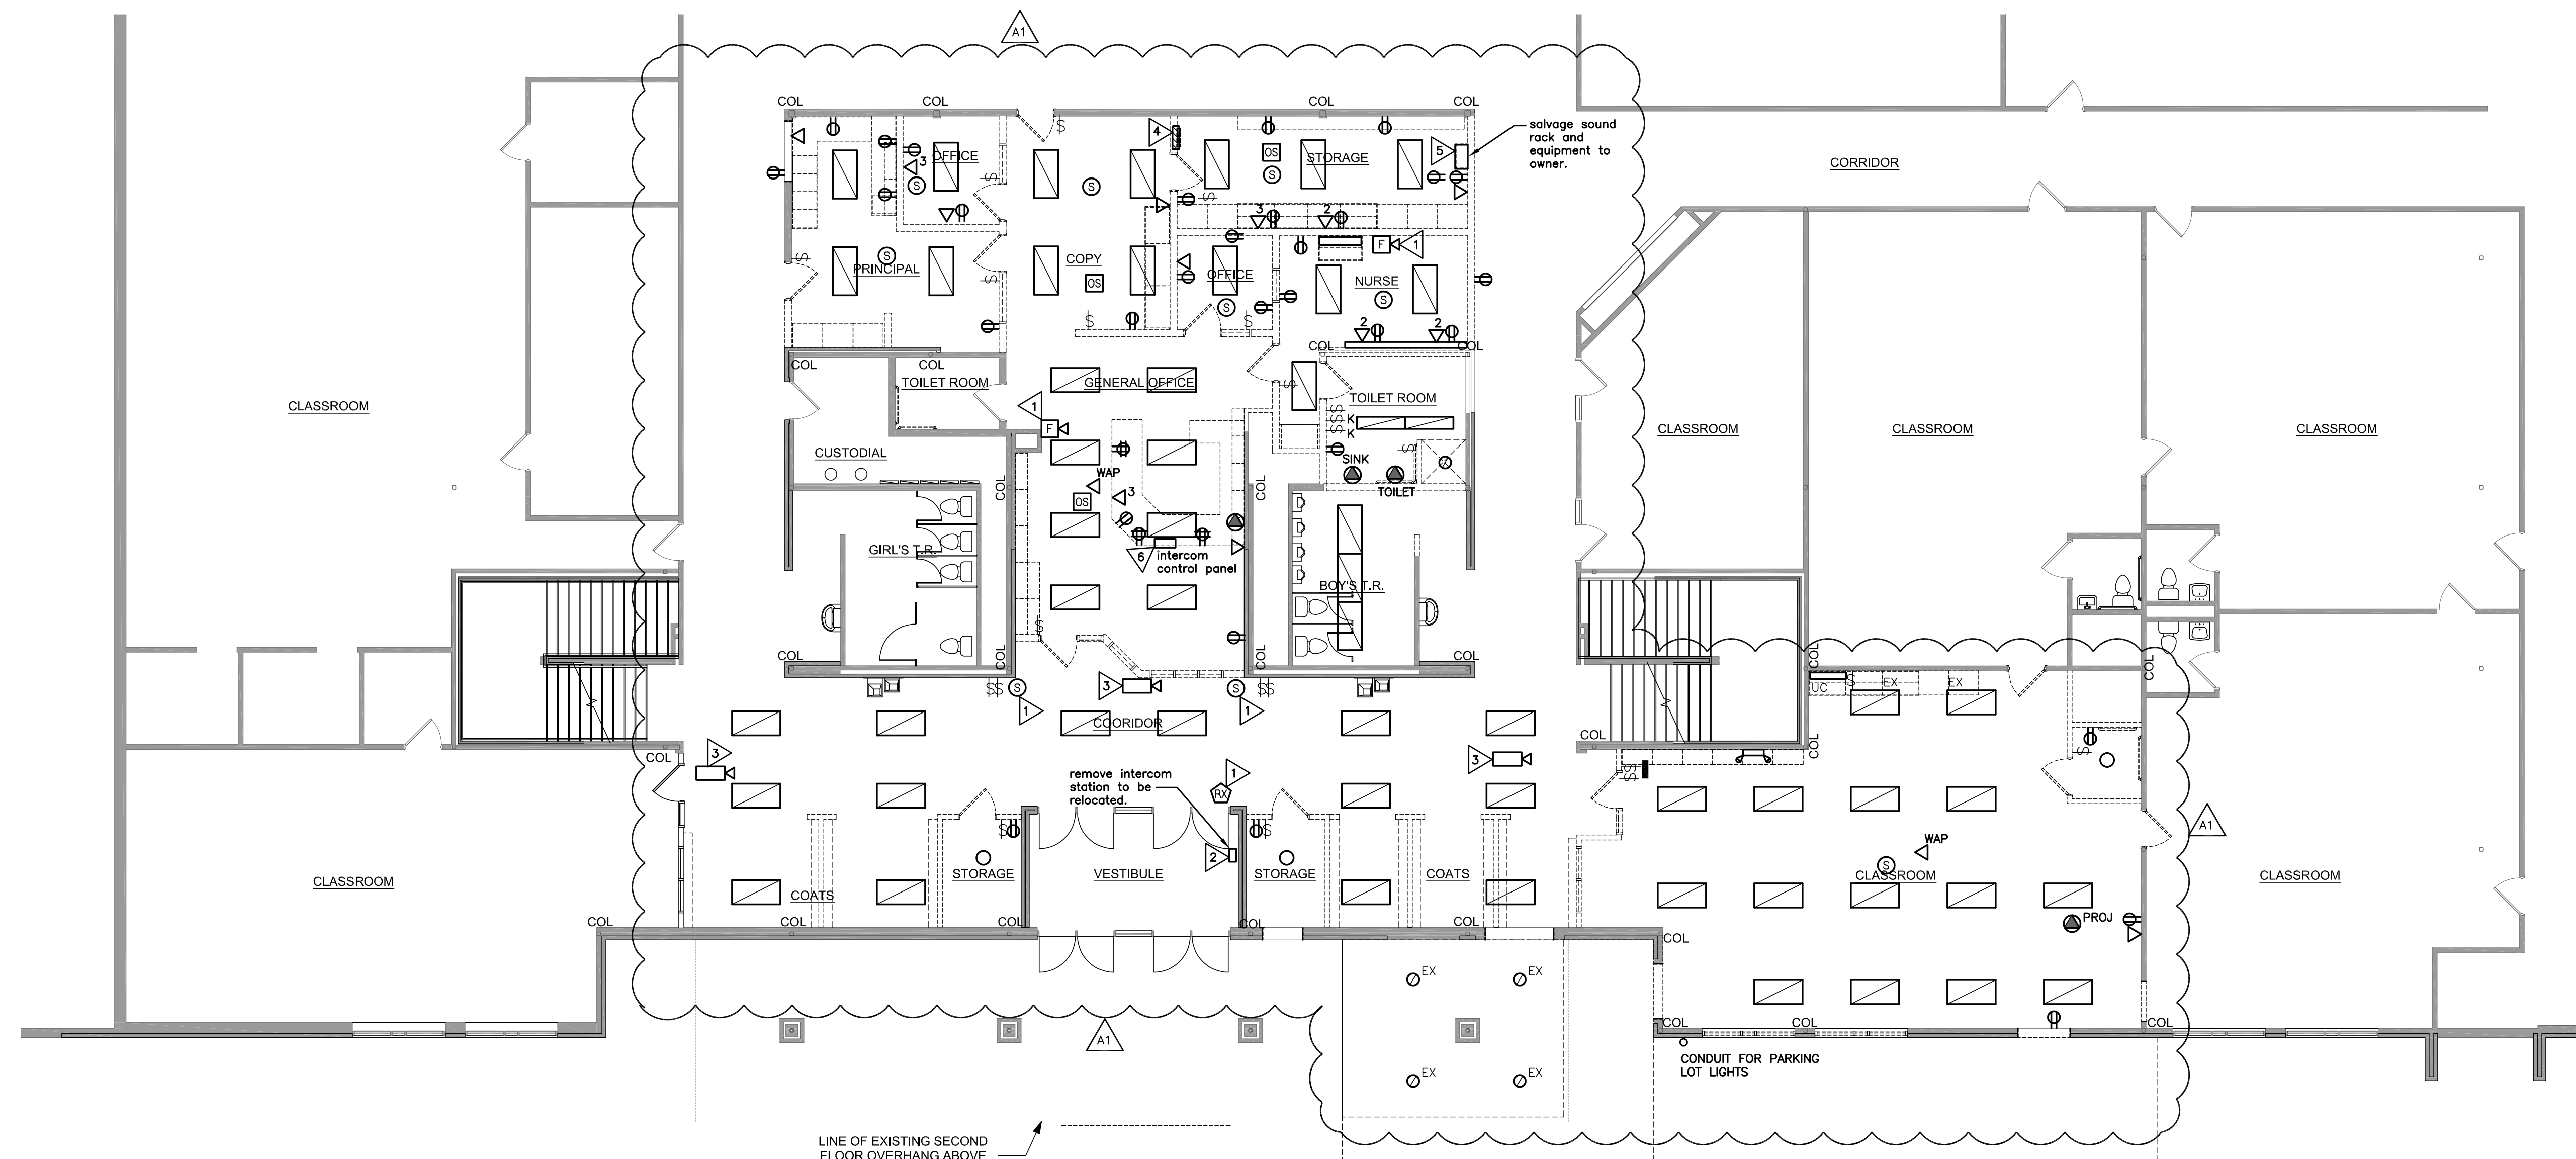 A1
COL
COL
COL
COL
4
salvage sound
rack and
equipment to
owner.
OFFICE
3
S
OS
S
STORAGE
5
S
CORRIDOR
3
2
PRINCIPAL
S
COPY
OS
OFFICE
S
F
1
NURSE
S
2
2
COL
COL
COL
COL
TOILET ROOM
GENERAL OFFICE
1
F
TOILET ROOM
K
K
CLASSROOM
CLASSROOM
CLASSROOM
CLASSROOM
CUSTODIAL
WAP
3
OS
SINK
TOILET
COL
COL
GIRL'S T.R.
6
intercom
control panel
BOY'S T.R.
COL
COL
COL
COL
COL
COL
3
S
1
S
1
COORIDOR
UC
EX
EX
COL
COL
COL
3
3
remove intercom
station to be
relocated.
1
RX
2
A1
WAP
S
STORAGE
VESTIBULE
STORAGE
COATS
CLASSROOM
CLASSROOM
CLASSROOM
COATS
PROJ
COL
COL
COL
COL
COL
COL
EX
EX
A1
COL
COL
COL
CONDUIT FOR PARKING
LOT LIGHTS
EX
EX
LINE OF EXISTING SECOND
FLOOR OVERHANG ABOVE